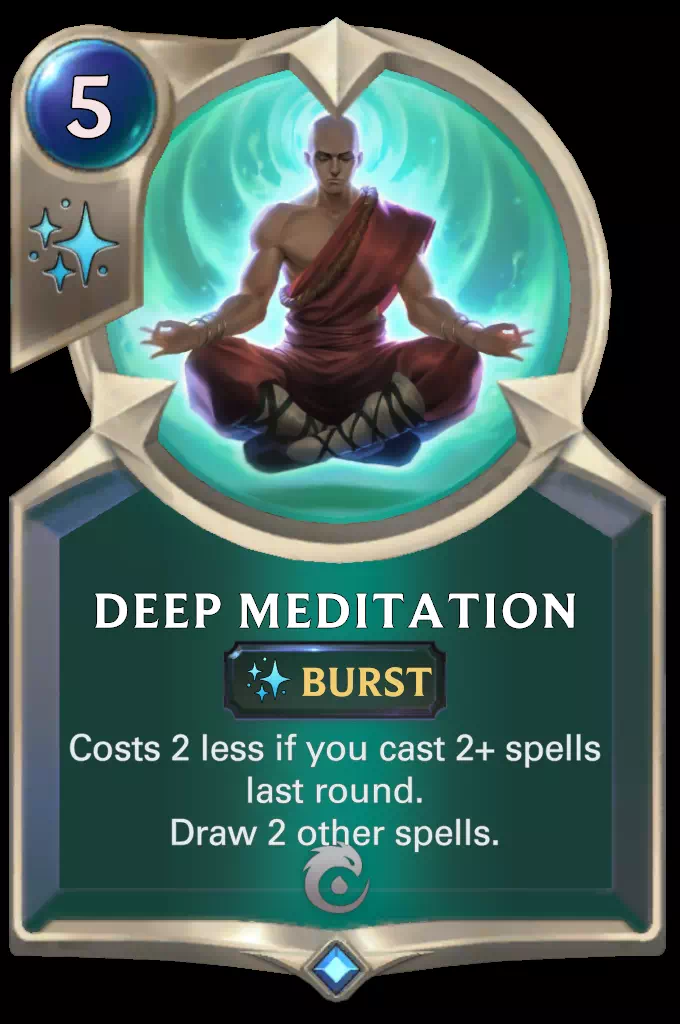 5
DEEP MEDITATION
BURST
Costs 2 less if you cast 2+ spells
last round.
Draw 2 other spells.